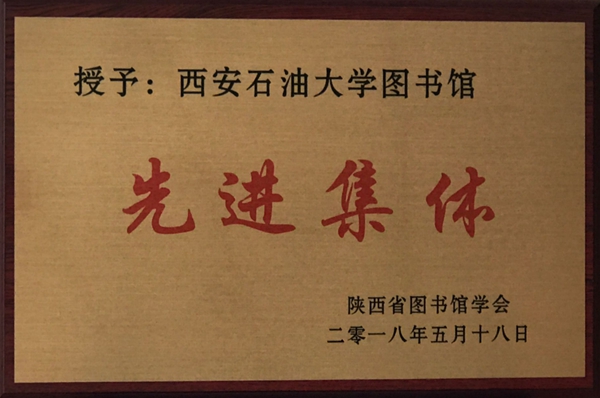 授予：西安石油大学图书馆
先进集体
陕西省图书馆学会
二零一八年五月十八日